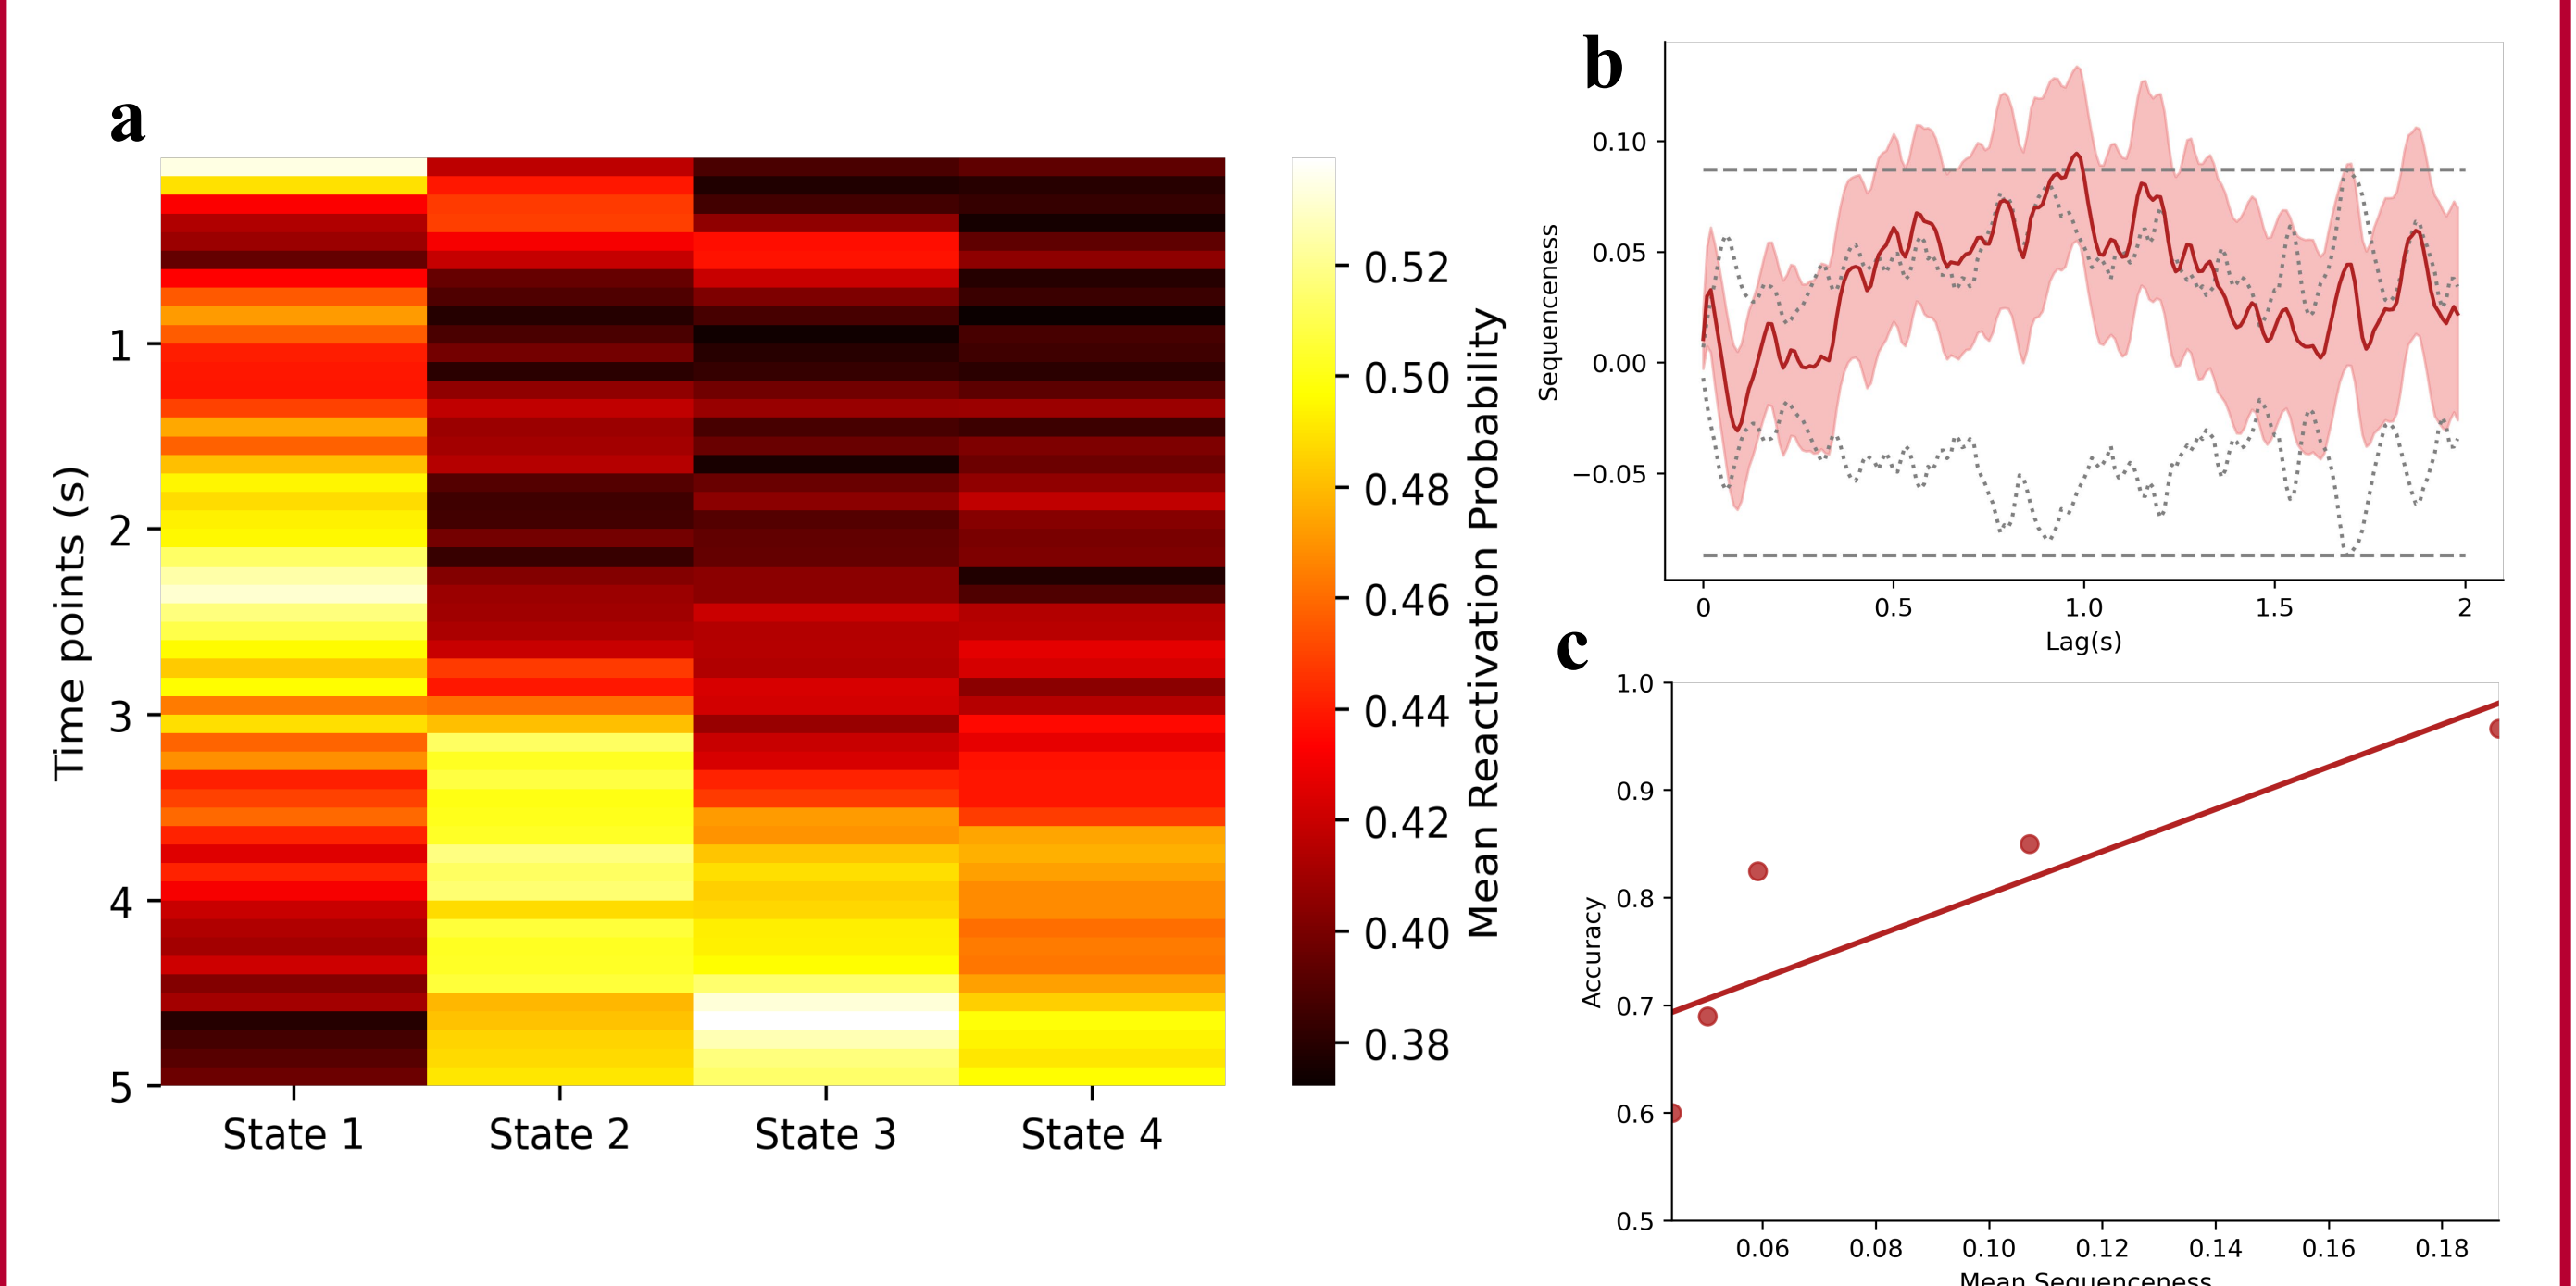 a
Time points (s)
1
2
3
4
5
State 1
State 2
State 3
State 4
0.52
0.50
0.48
0.46
0.44
0.42
0.40
0.38
Mean Reactivation Probability
b
Sequenceness
0.10
0.05
0.00
−0.05
0
0.5
1.0
1.5
2
Lag(s)
c
Accuracy
1.0
0.9
0.8
0.7
0.6
0.5
0.06
0.08
0.10
0.12
0.14
0.16
0.18
Mean Sequenceness